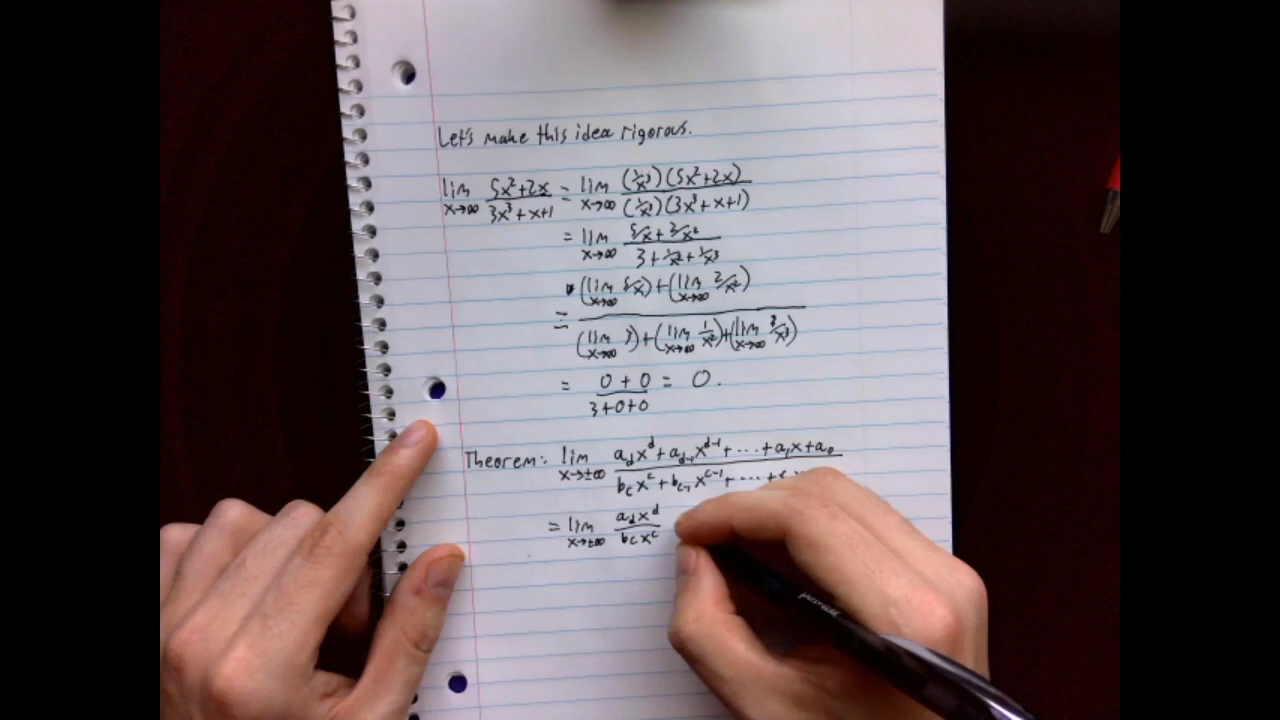 Let's make this idea rigorous.
lim x→∞ (5x²+2x)/(3x³+x+1) = lim x→∞ (1/x³)(5x²+2x)/(1/x³)(3x³+x+1)
= lim x→∞ (5/x + 2/x²)/(3 + 1/x² + 1/x³)
= ((lim x→∞ 5/x)+(lim x→∞ 2/x²))/((lim x→∞ 3)+(lim x→∞ 1/x²)+(lim x→∞ /x³))
= (0+0)/(3+0+0) = 0.
Theorem: lim x→±∞ (a_d x^d + a_{d-1} x^{d-1} + ... + a₁x + a₀)/(b_c x^c + b_{c-1} x^{c-1} + ... +
= lim x→±∞ (a_d x^d)/(b_c x^c)